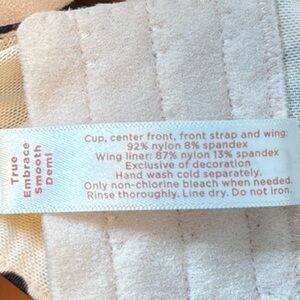 True
Embrace
Smooth
Demi
Cup, center front, front strap and wing:
92% nylon 8% spandex
Wing liner: 87% nylon 13% spandex
Exclusive of decoration
Hand wash cold separately.
Only non-chlorine bleach when needed.
Rinse thoroughly. Line dry. Do not iron.